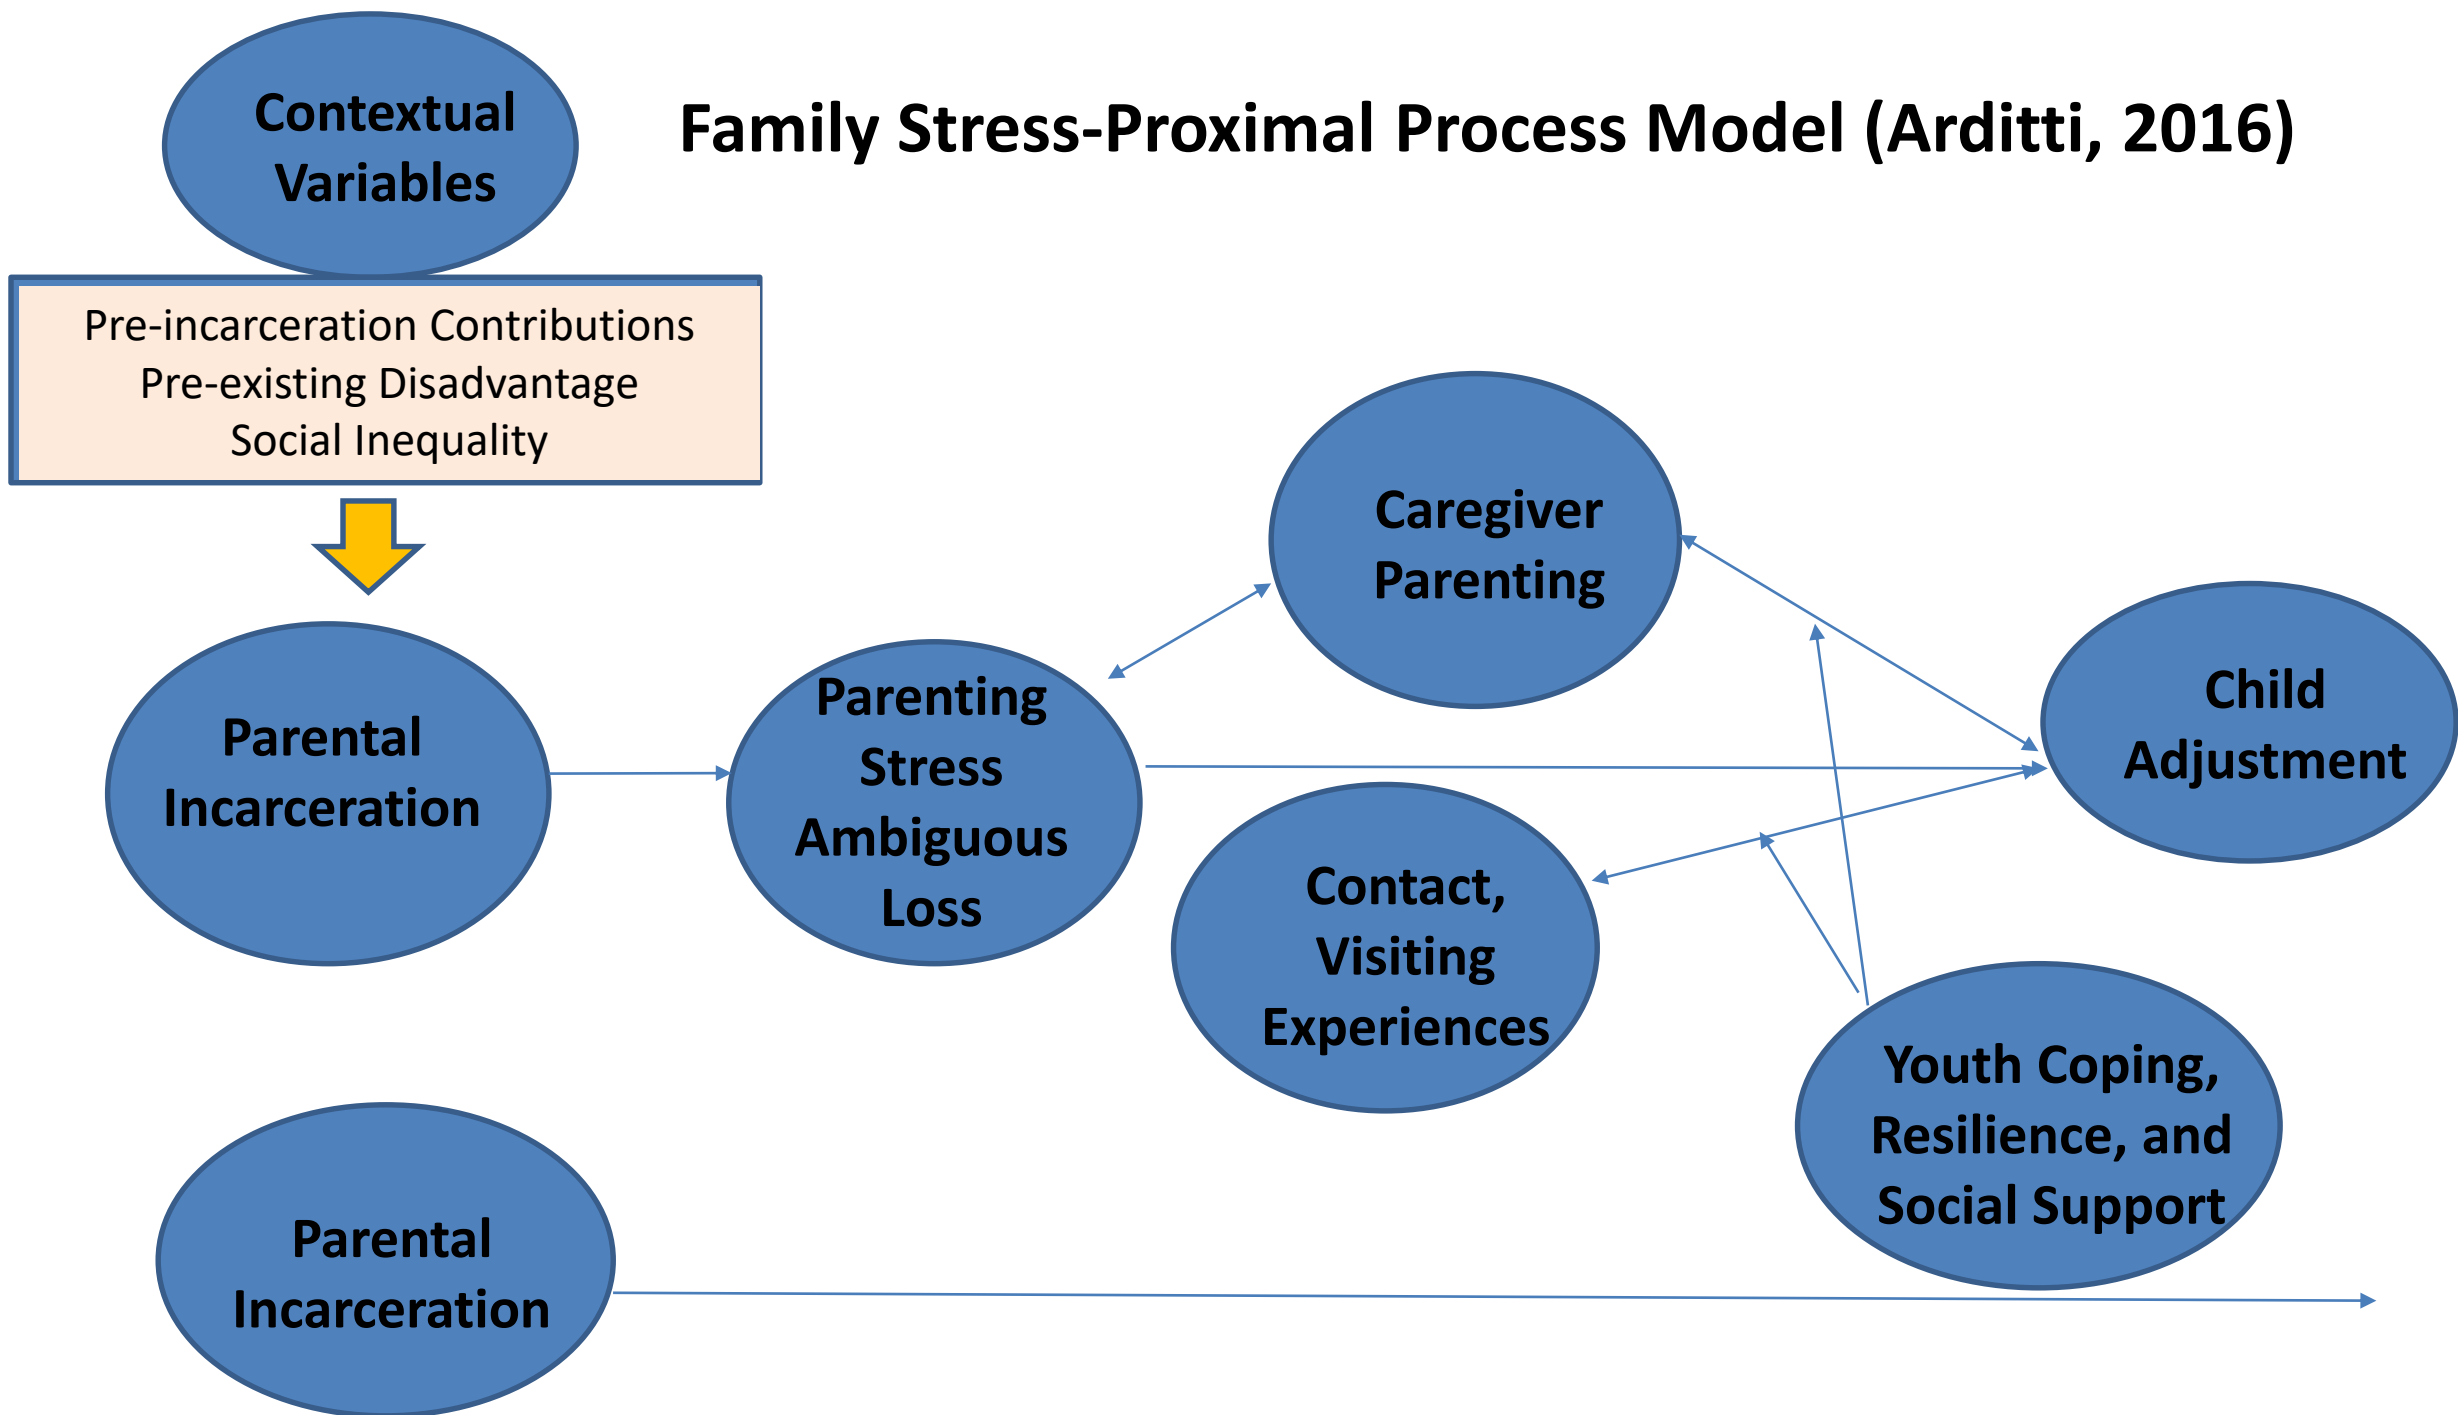 Contextual
Variables
Family Stress-Proximal Process Model (Arditti, 2016)
Pre-incarceration Contributions
Pre-existing Disadvantage
Social Inequality
Caregiver
Parenting
Parental
Incarceration
Parenting
Stress
Ambiguous
Loss
Child
Adjustment
Contact,
Visiting
Experiences
Youth Coping,
Resilience, and
Social Support
Parental
Incarceration